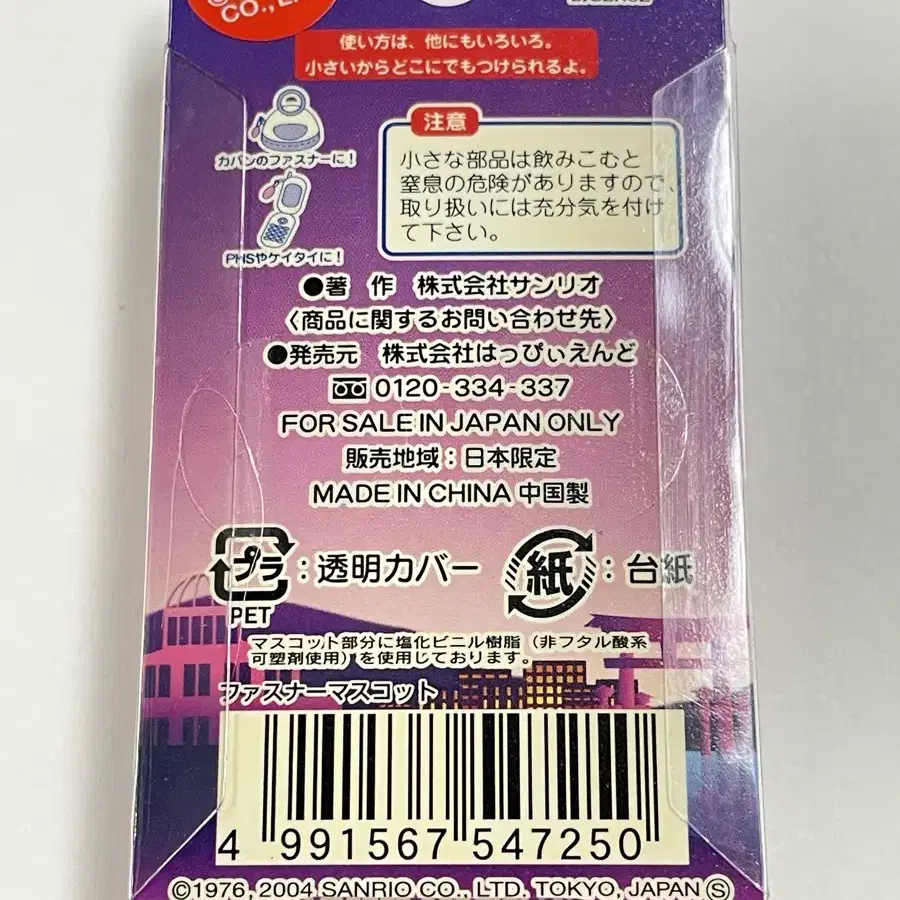 CO.,L
使い方は、他にもいろいろ。
小さいからどこにでもつけられるよ。
カバンのファスナーに!
PHSやケイタイに!
注意
小さな部品は飲みこむと
窒息の危険がありますので、
取り扱いには充分気を付け
て下さい。
●著 作 株式会社サンリオ
〈商品に関するお問い合わせ先〉
●発売元 株式会社はっぴぃえんど
0120-334-337
FOR SALE IN JAPAN ONLY
販売地域:日本限定
MADE IN CHINA 中国製
プラ:透明カバー
PET
紙:台紙
マスコット部分に塩化ビニル樹脂(非フタル酸系
可塑剤使用)を使用しております。
ファスナーマスコット
4 991567 547250
©1976, 2004 SANRIO CO., LTD. TOKYO, JAPAN Ⓢ